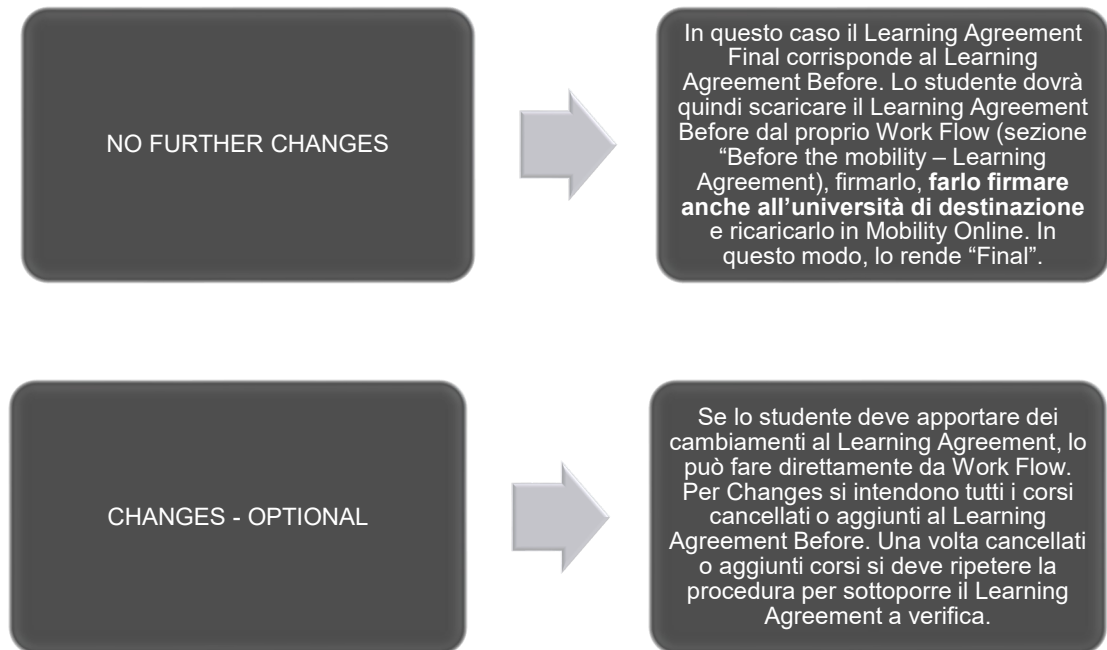 NO FURTHER CHANGES
In questo caso il Learning Agreement
Final corrisponde al Learning
Agreement Before. Lo studente dovrà
quindi scaricare il Learning Agreement
Before dal proprio Work Flow (sezione
“Before the mobility – Learning
Agreement), firmarlo, farlo firmare
anche all’università di destinazione
e ricaricarlo in Mobility Online. In
questo modo, lo rende “Final”.
CHANGES - OPTIONAL
Se lo studente deve apportare dei
cambiamenti al Learning Agreement, lo
può fare direttamente da Work Flow.
Per Changes si intendono tutti i corsi
cancellati o aggiunti al Learning
Agreement Before. Una volta cancellati
o aggiunti corsi si deve ripetere la
procedura per sottoporre il Learning
Agreement a verifica.